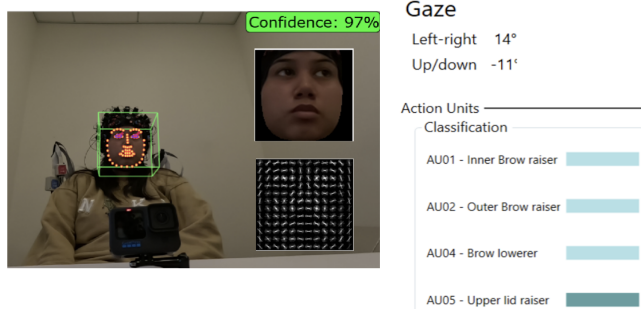 Confidence: 97%
Gaze
Left-right 14°
Up/down -11°
Action Units
Classification
AU01 - Inner Brow raiser
AU02 - Outer Brow raiser
AU04 - Brow lowerer
AU05 - Upper lid raiser
N
K